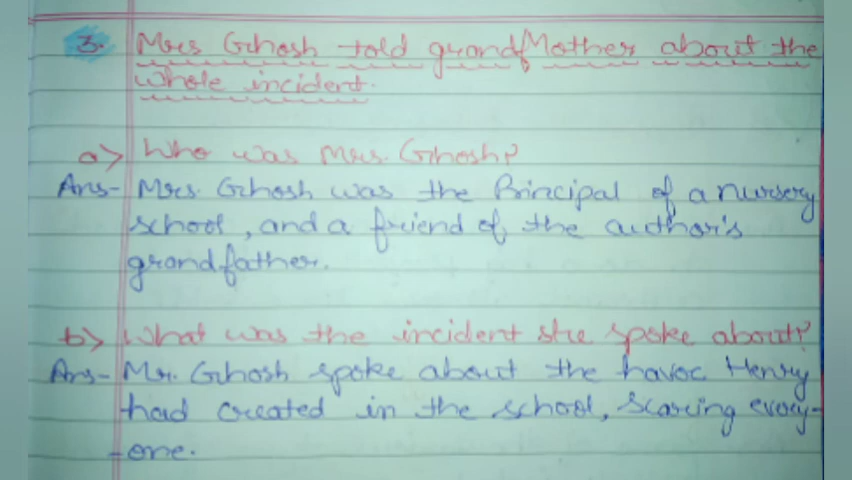 3. Mrs Ghosh told grandMother about the
whole incident.
a> Who was Mrs. Ghosh?
Ans- Mrs. Ghosh was the Principal of a nursery
school, and a friend of the author's
grandfather.
b> What was the incident she spoke about?
Ans- Mr. Ghosh spoke about the havoc Henry
had created in the school, scaring every-
-one.